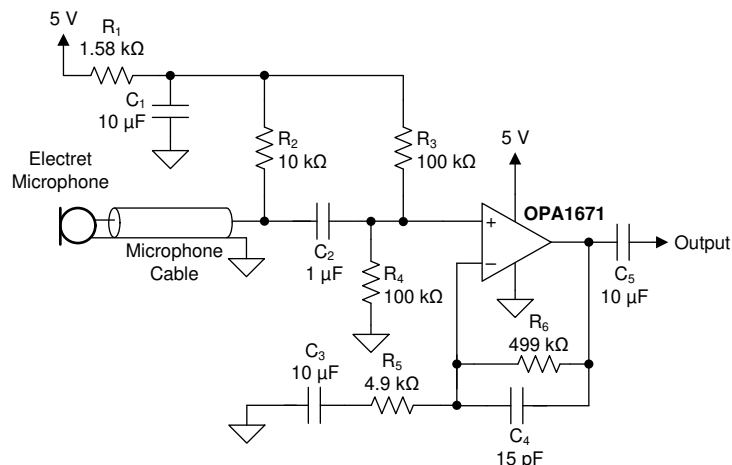 5 V
R1
1.58 kΩ
C1
10 µF
R2
10 kΩ
R3
100 kΩ
5 V
Electret
Microphone
OPA1671
+
−
Output
Microphone
Cable
C2
1 µF
R4
100 kΩ
C5
10 µF
R6
499 kΩ
C3
10 µF
R5
4.9 kΩ
C4
15 pF